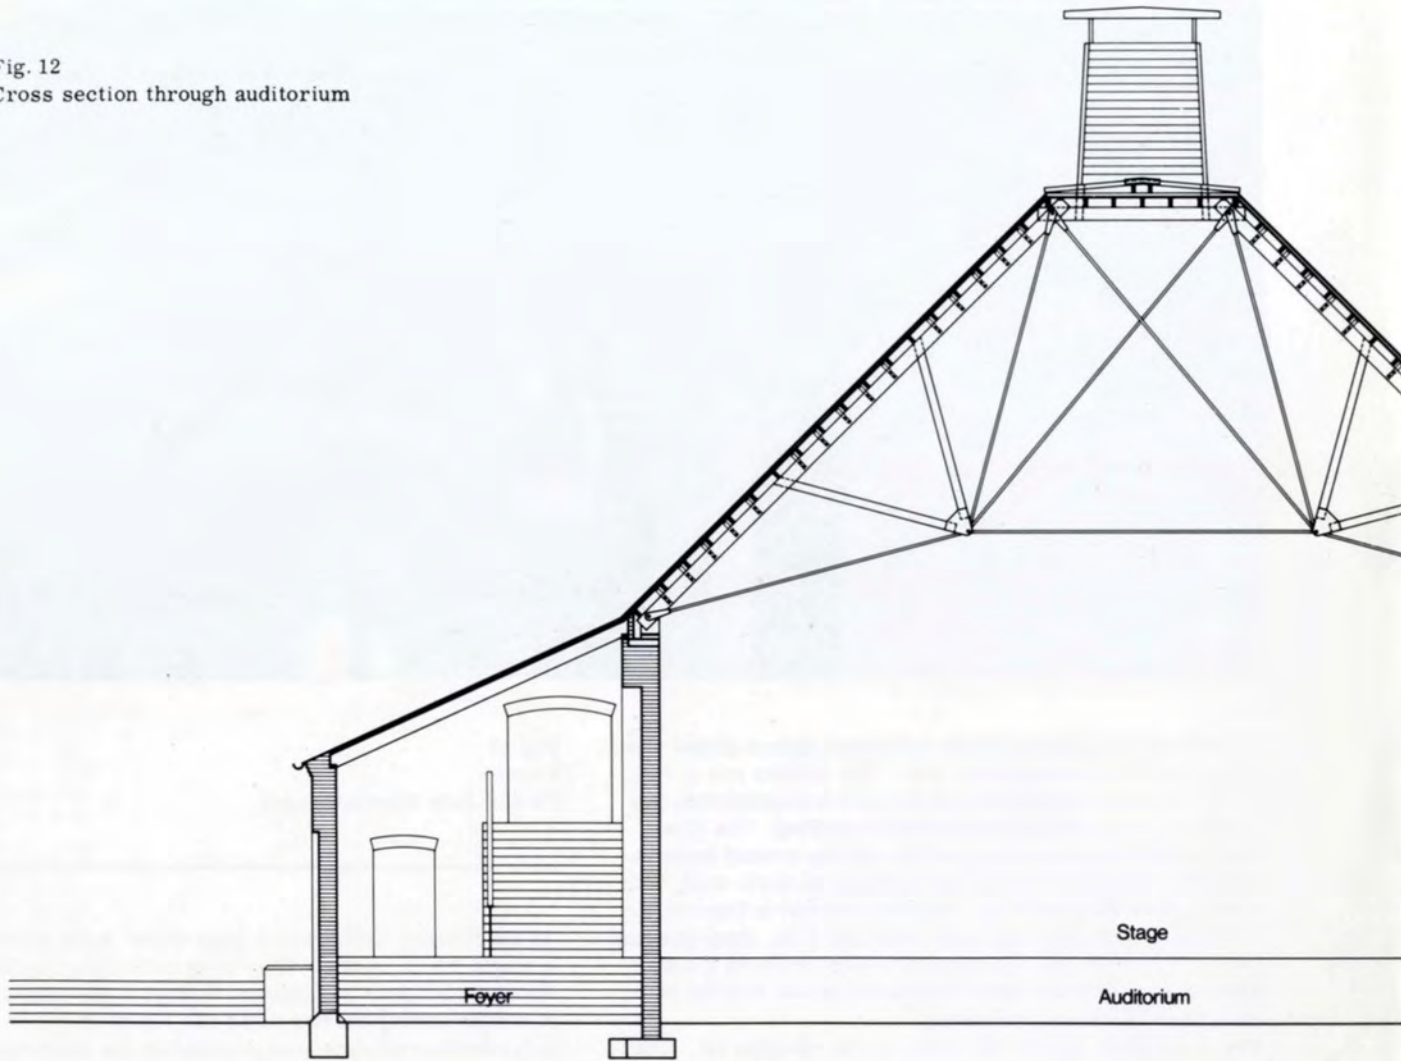 Fig. 12
Cross section through auditorium
Stage
Foyer
Auditorium